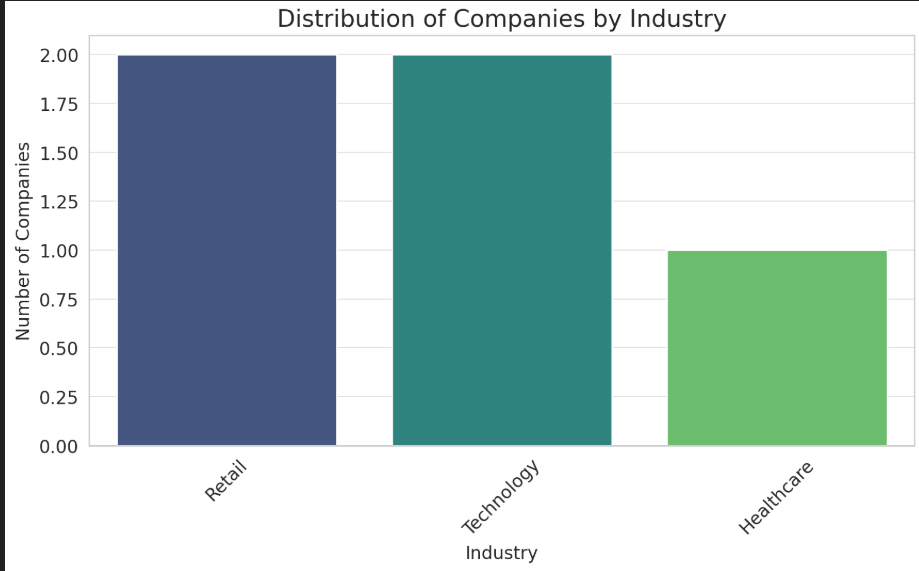 Distribution of Companies by Industry
Number of Companies
2.00
1.75
1.50
1.25
1.00
0.75
0.50
0.25
0.00
Retail
Technology
Healthcare
Industry